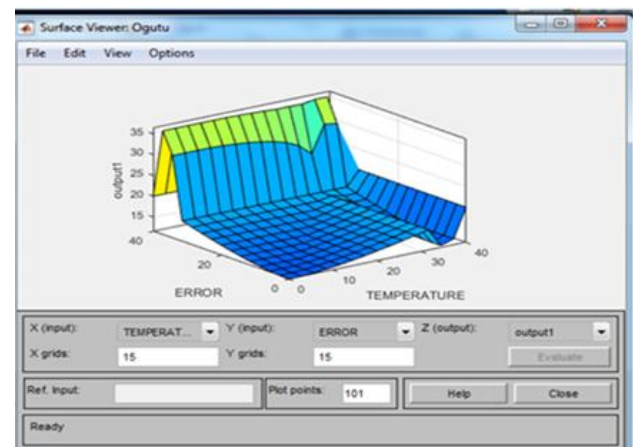 Surface Viewer: Ogutu
File Edit View Options
35
30
25
20
15
output1
40
20
0
ERROR
0
10
20
30
40
TEMPERATURE
X (input): TEMPERAT... Y (input): ERROR Z (output): output1
X grids: 15 Y grids: 15 Evaluate
Ref. Input: Plot points: 101 Help Close
Ready